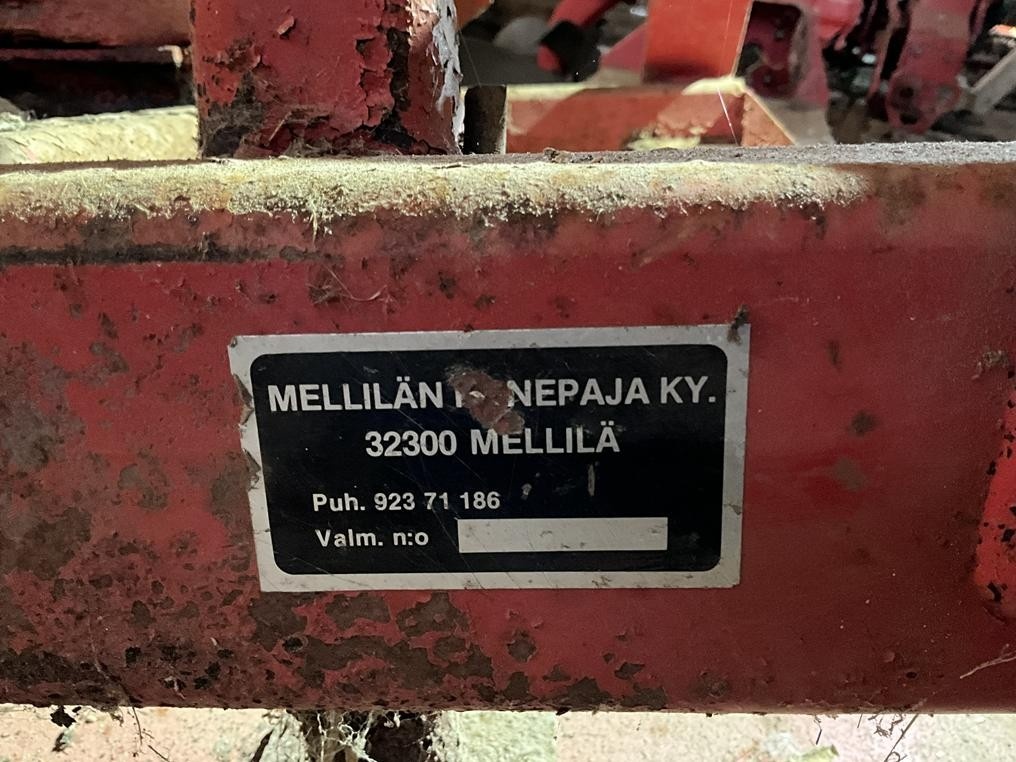 MELLILÄN NEPAJA KY.
32300 MELLILÄ
Puh. 923 71 186
Valm. n:o